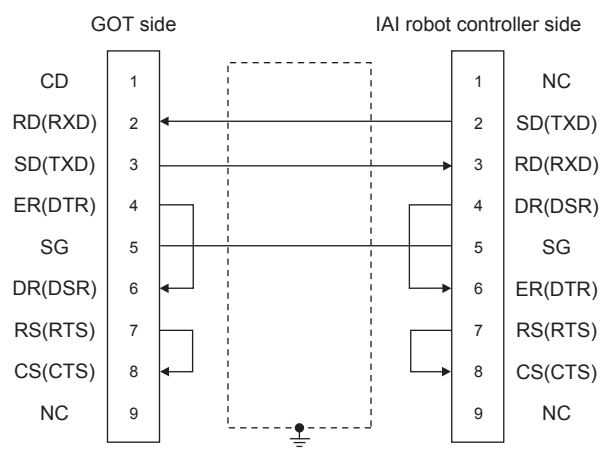 GOT side IAI robot controller side
CD 1 1 NC
RD(RXD) 2 2 SD(TXD)
SD(TXD) 3 3 RD(RXD)
ER(DTR) 4 4 DR(DSR)
SG 5 5 SG
DR(DSR) 6 6 ER(DTR)
RS(RTS) 7 7 RS(RTS)
CS(CTS) 8 8 CS(CTS)
NC 9 9 NC